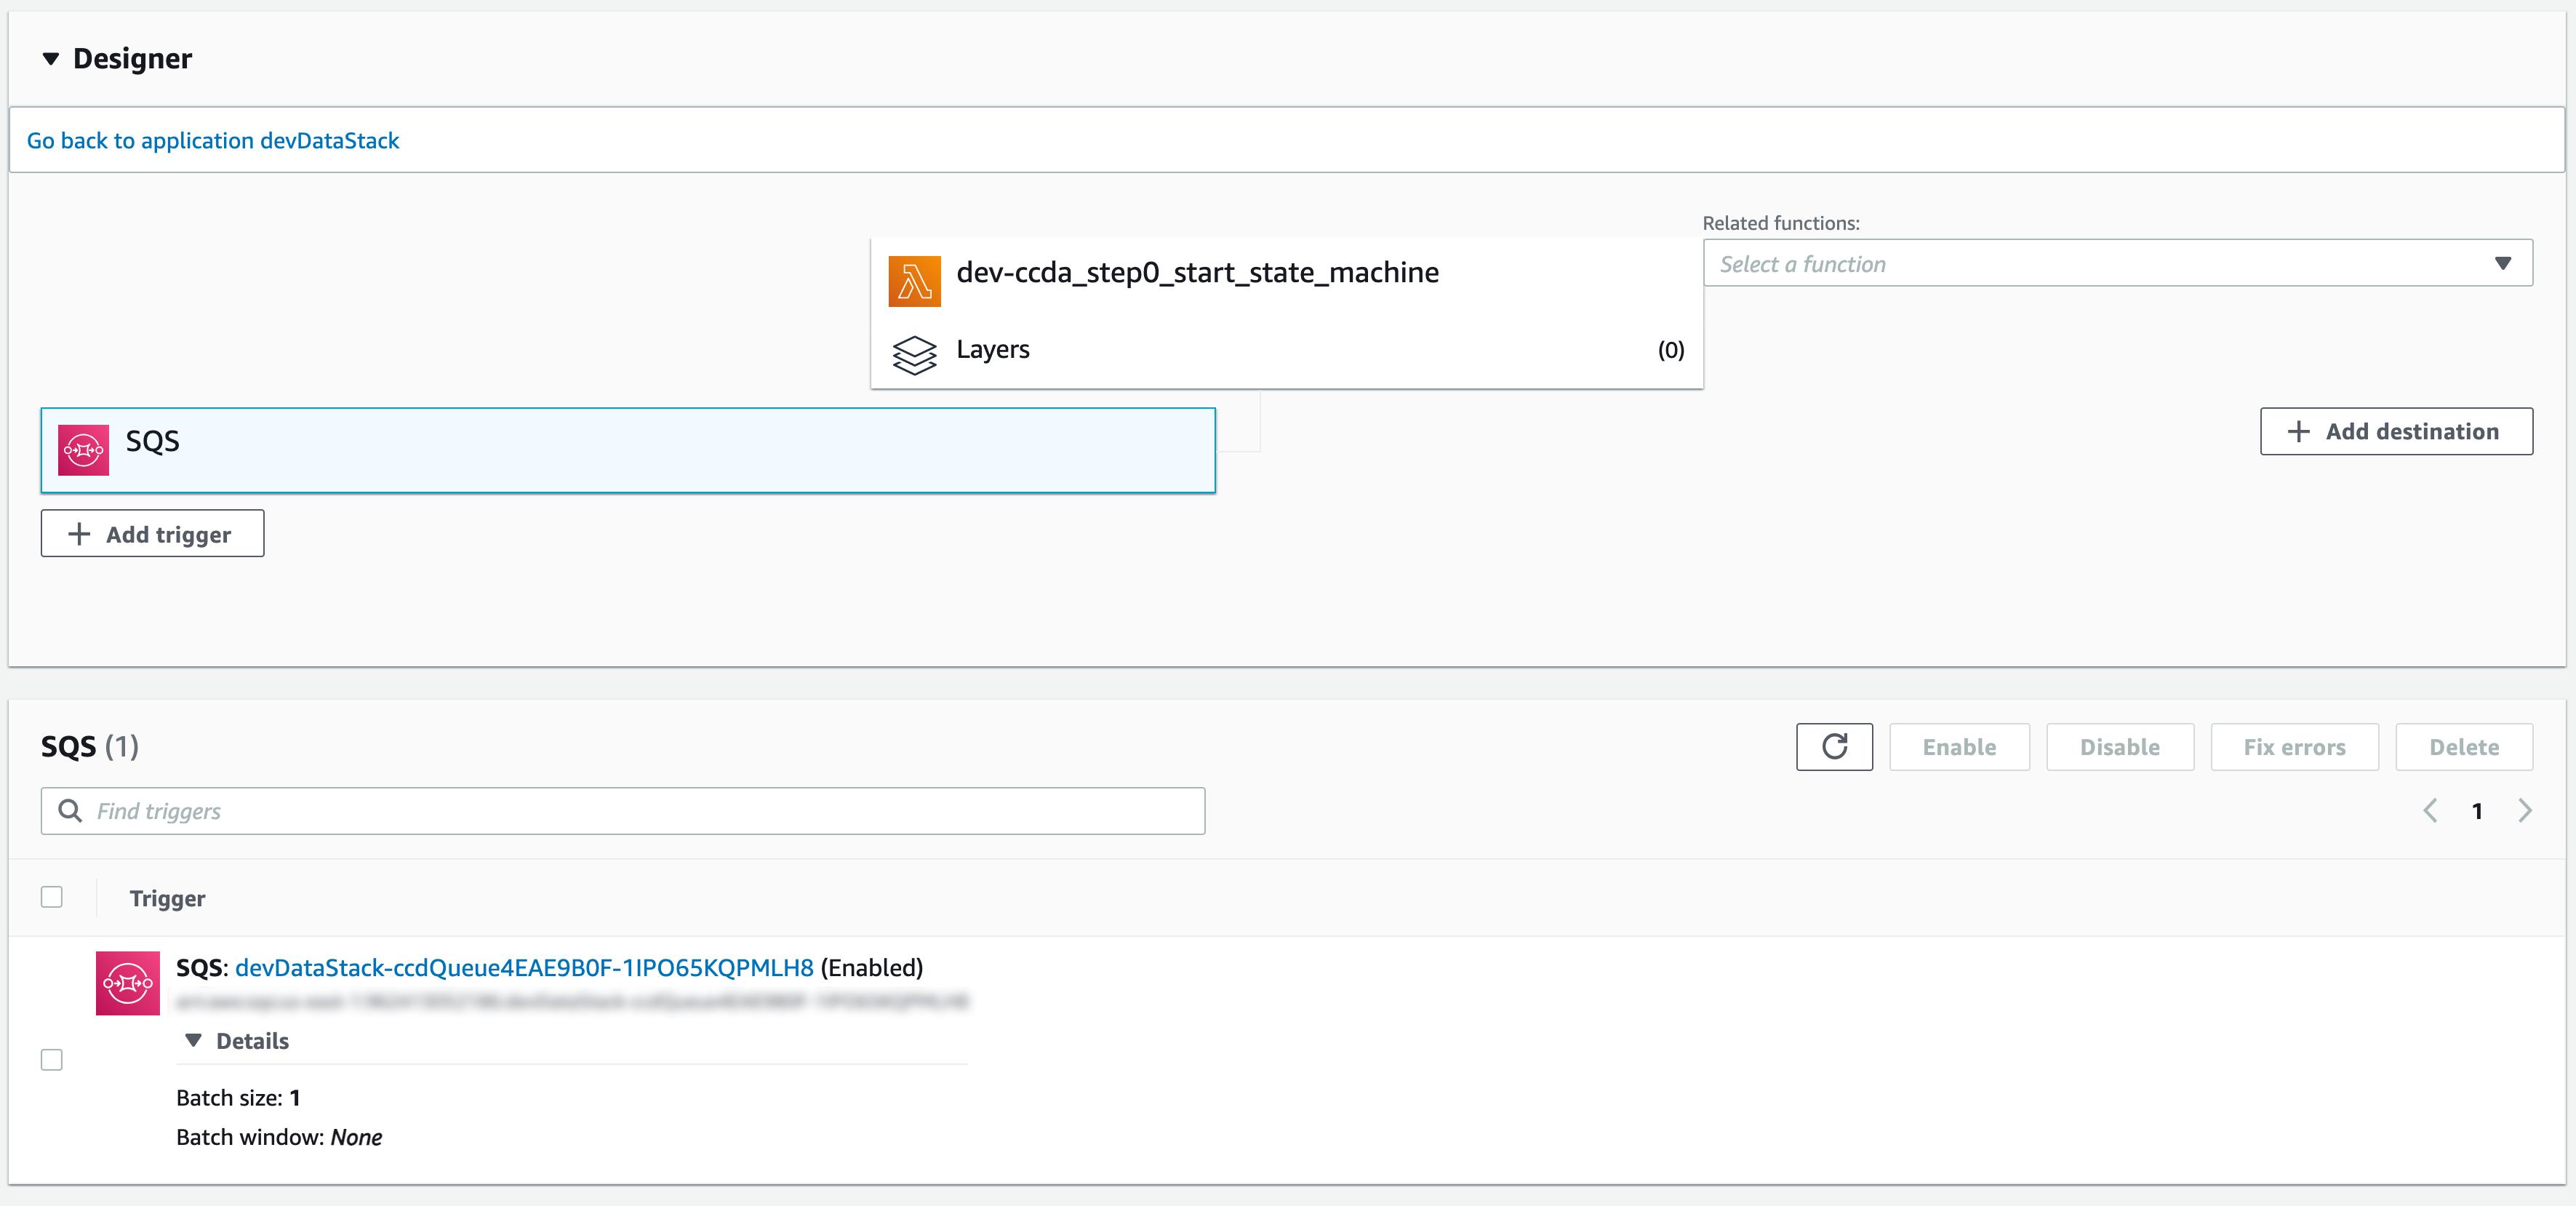 Designer
Go back to application devDataStack
Related functions:
dev-ccda_step0_start_state_machine
Select a function
Layers
(0)
SQS
Add destination
Add trigger
SQS (1)
Enable
Disable
Fix errors
Delete
Find triggers
1
Trigger
SQS: devDataStack-ccdQueue4EAE9B0F-1IPO65KQPMLH8 (Enabled)
Details
Batch size: 1
Batch window: None